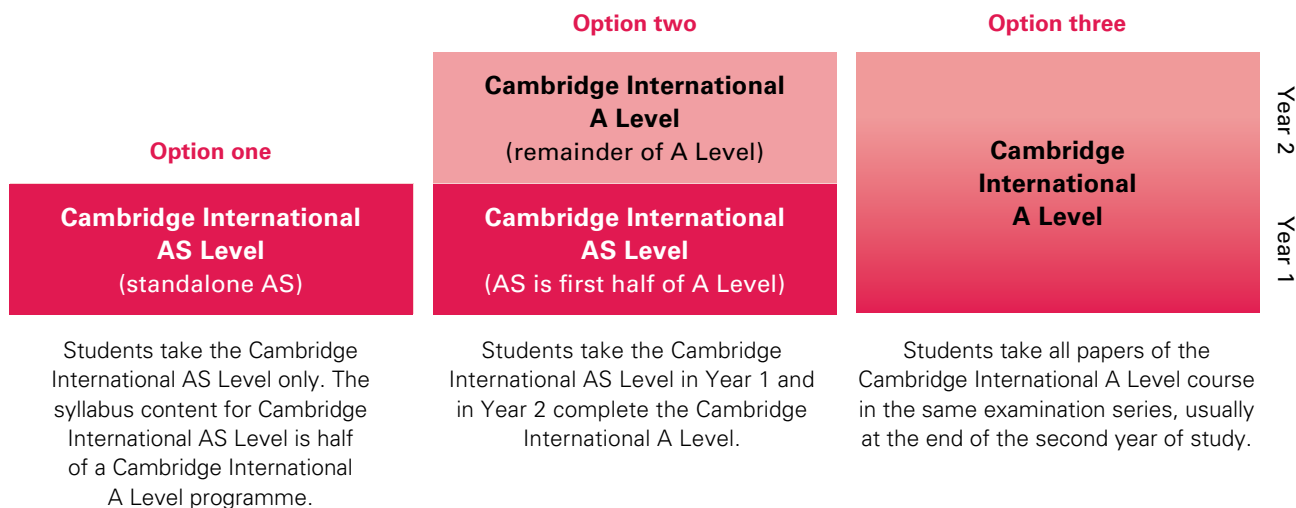 Option one
Cambridge International
AS Level
(standalone AS)
Students take the Cambridge
International AS Level only. The
syllabus content for Cambridge
International AS Level is half
of a Cambridge International
A Level programme.
Option two
Cambridge International
A Level
(remainder of A Level)
Cambridge International
AS Level
(AS is first half of A Level)
Students take the Cambridge
International AS Level in Year 1 and
in Year 2 complete the Cambridge
International A Level.
Option three
Cambridge
International
A Level
Students take all papers of the
Cambridge International A Level course
in the same examination series, usually
at the end of the second year of study.
Year 2
Year 1